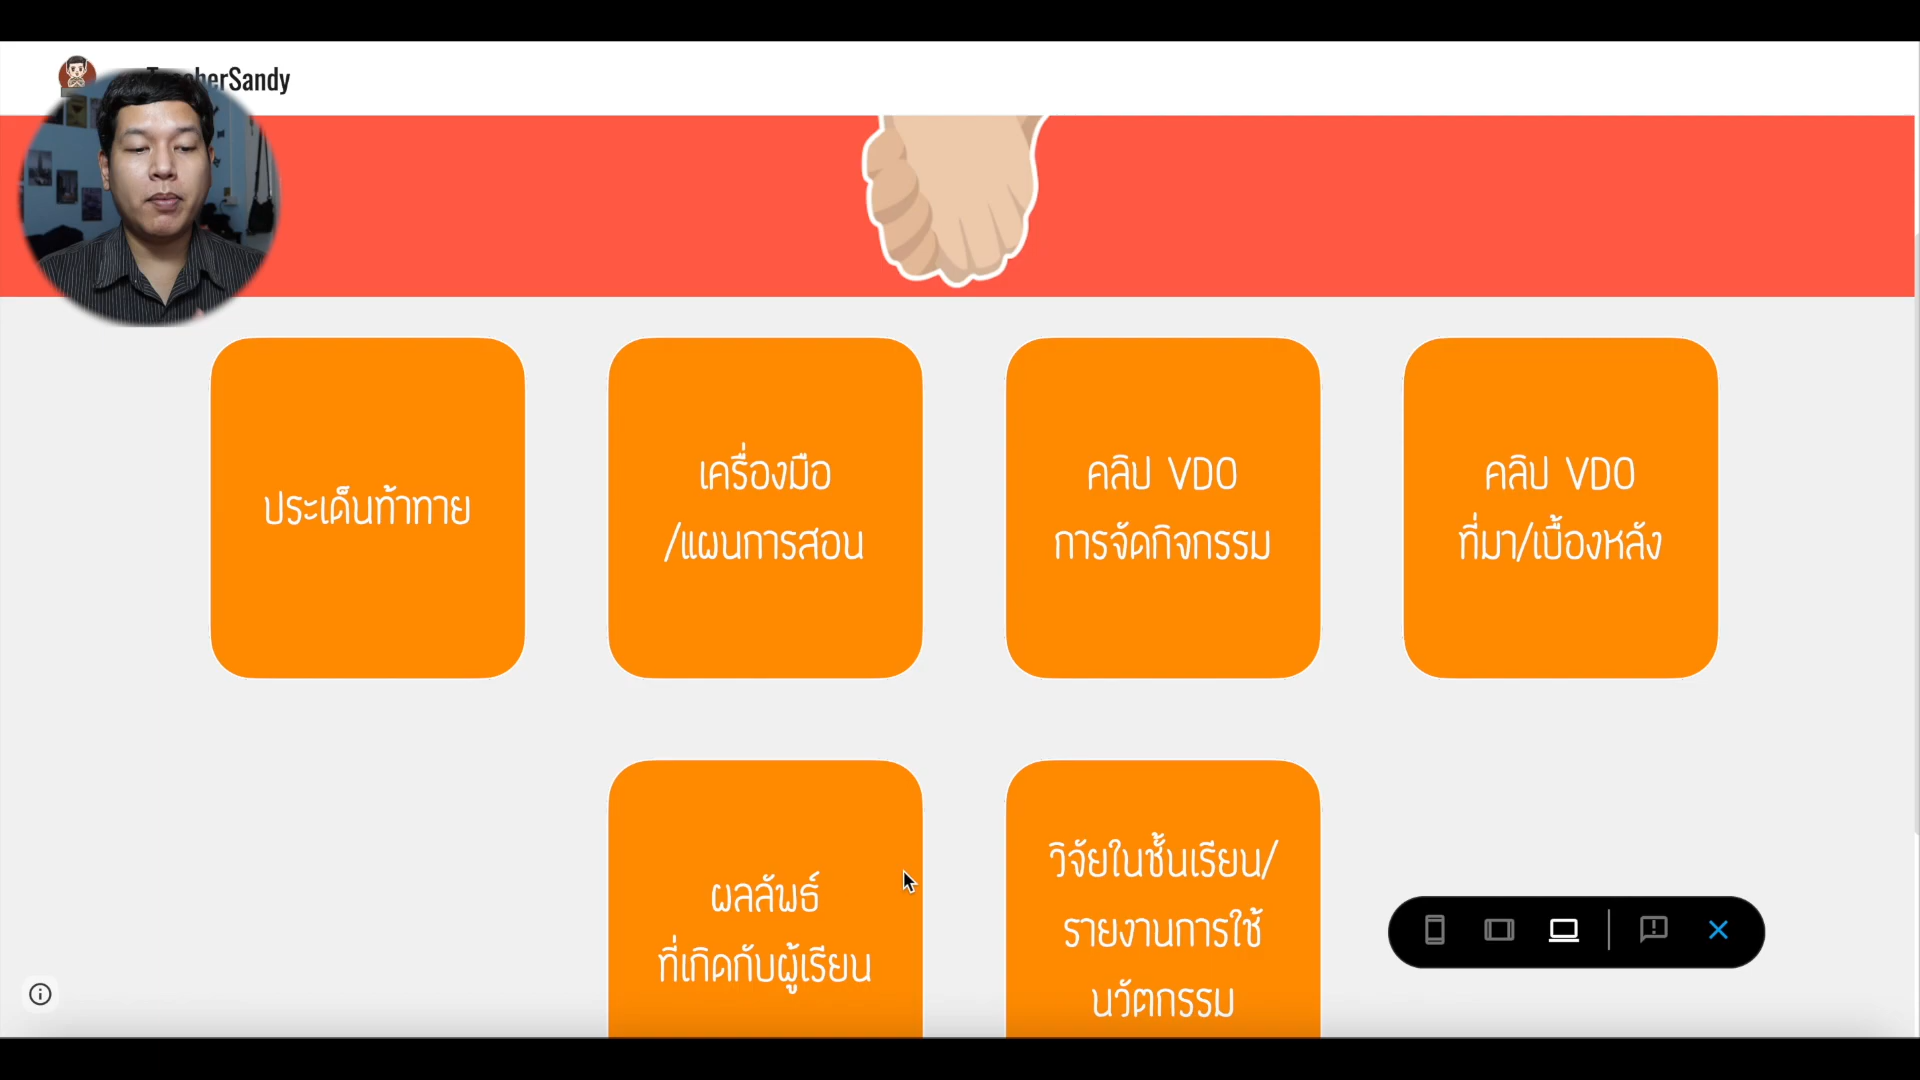 TeacherSandy
ประเด็นท้าทาย
เครื่องมือ
/แผนการสอน
คลิป VDO
การจัดกิจกรรม
คลิป VDO
ที่มา/เบื้องหลัง
ผลลัพธ์
ที่เกิดกับผู้เรียน
วิจัยในชั้นเรียน/
รายงานการใช้
นวัตกรรม